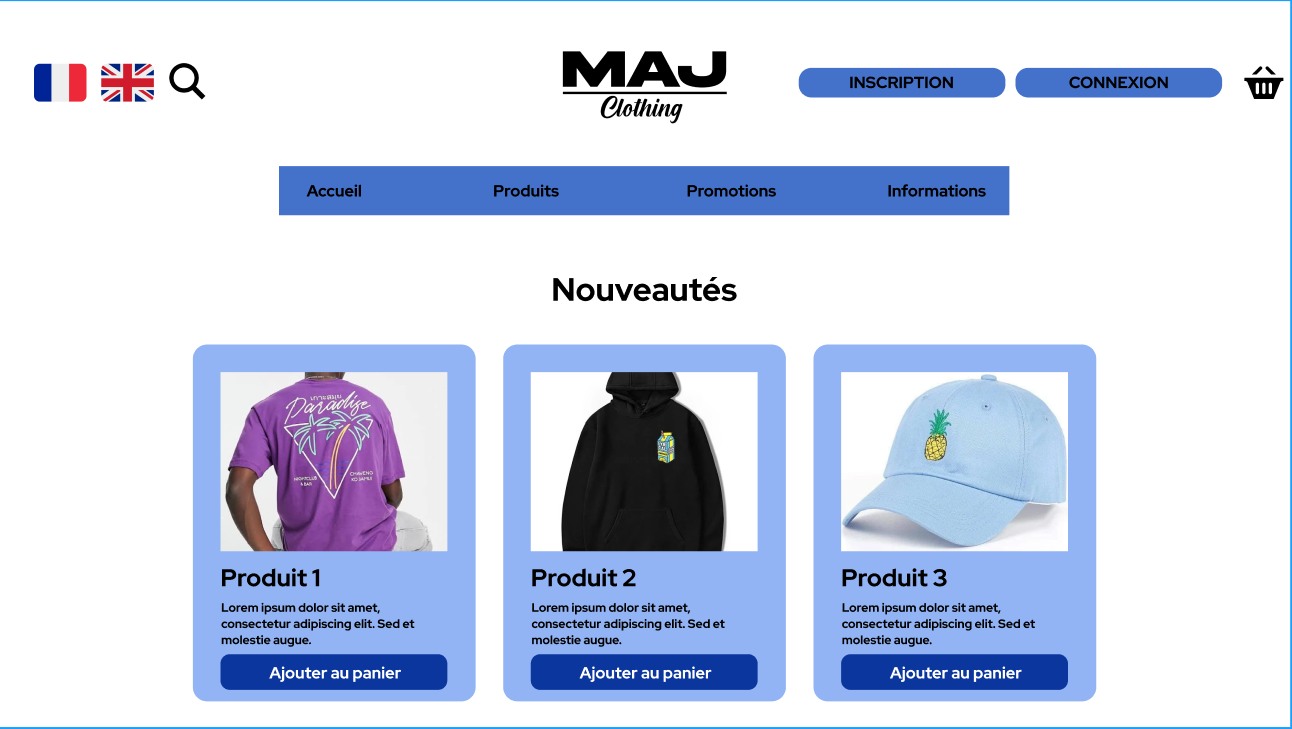 MAJ
Clothing
INSCRIPTION
CONNEXION
Accueil
Produits
Promotions
Informations
Nouveautés
Paradise
Produit 1
Lorem ipsum dolor sit amet,
consectetur adipiscing elit. Sed et
molestie augue.
Ajouter au panier
Produit 2
Lorem ipsum dolor sit amet,
consectetur adipiscing elit. Sed et
molestie augue.
Ajouter au panier
Produit 3
Lorem ipsum dolor sit amet,
consectetur adipiscing elit. Sed et
molestie augue.
Ajouter au panier